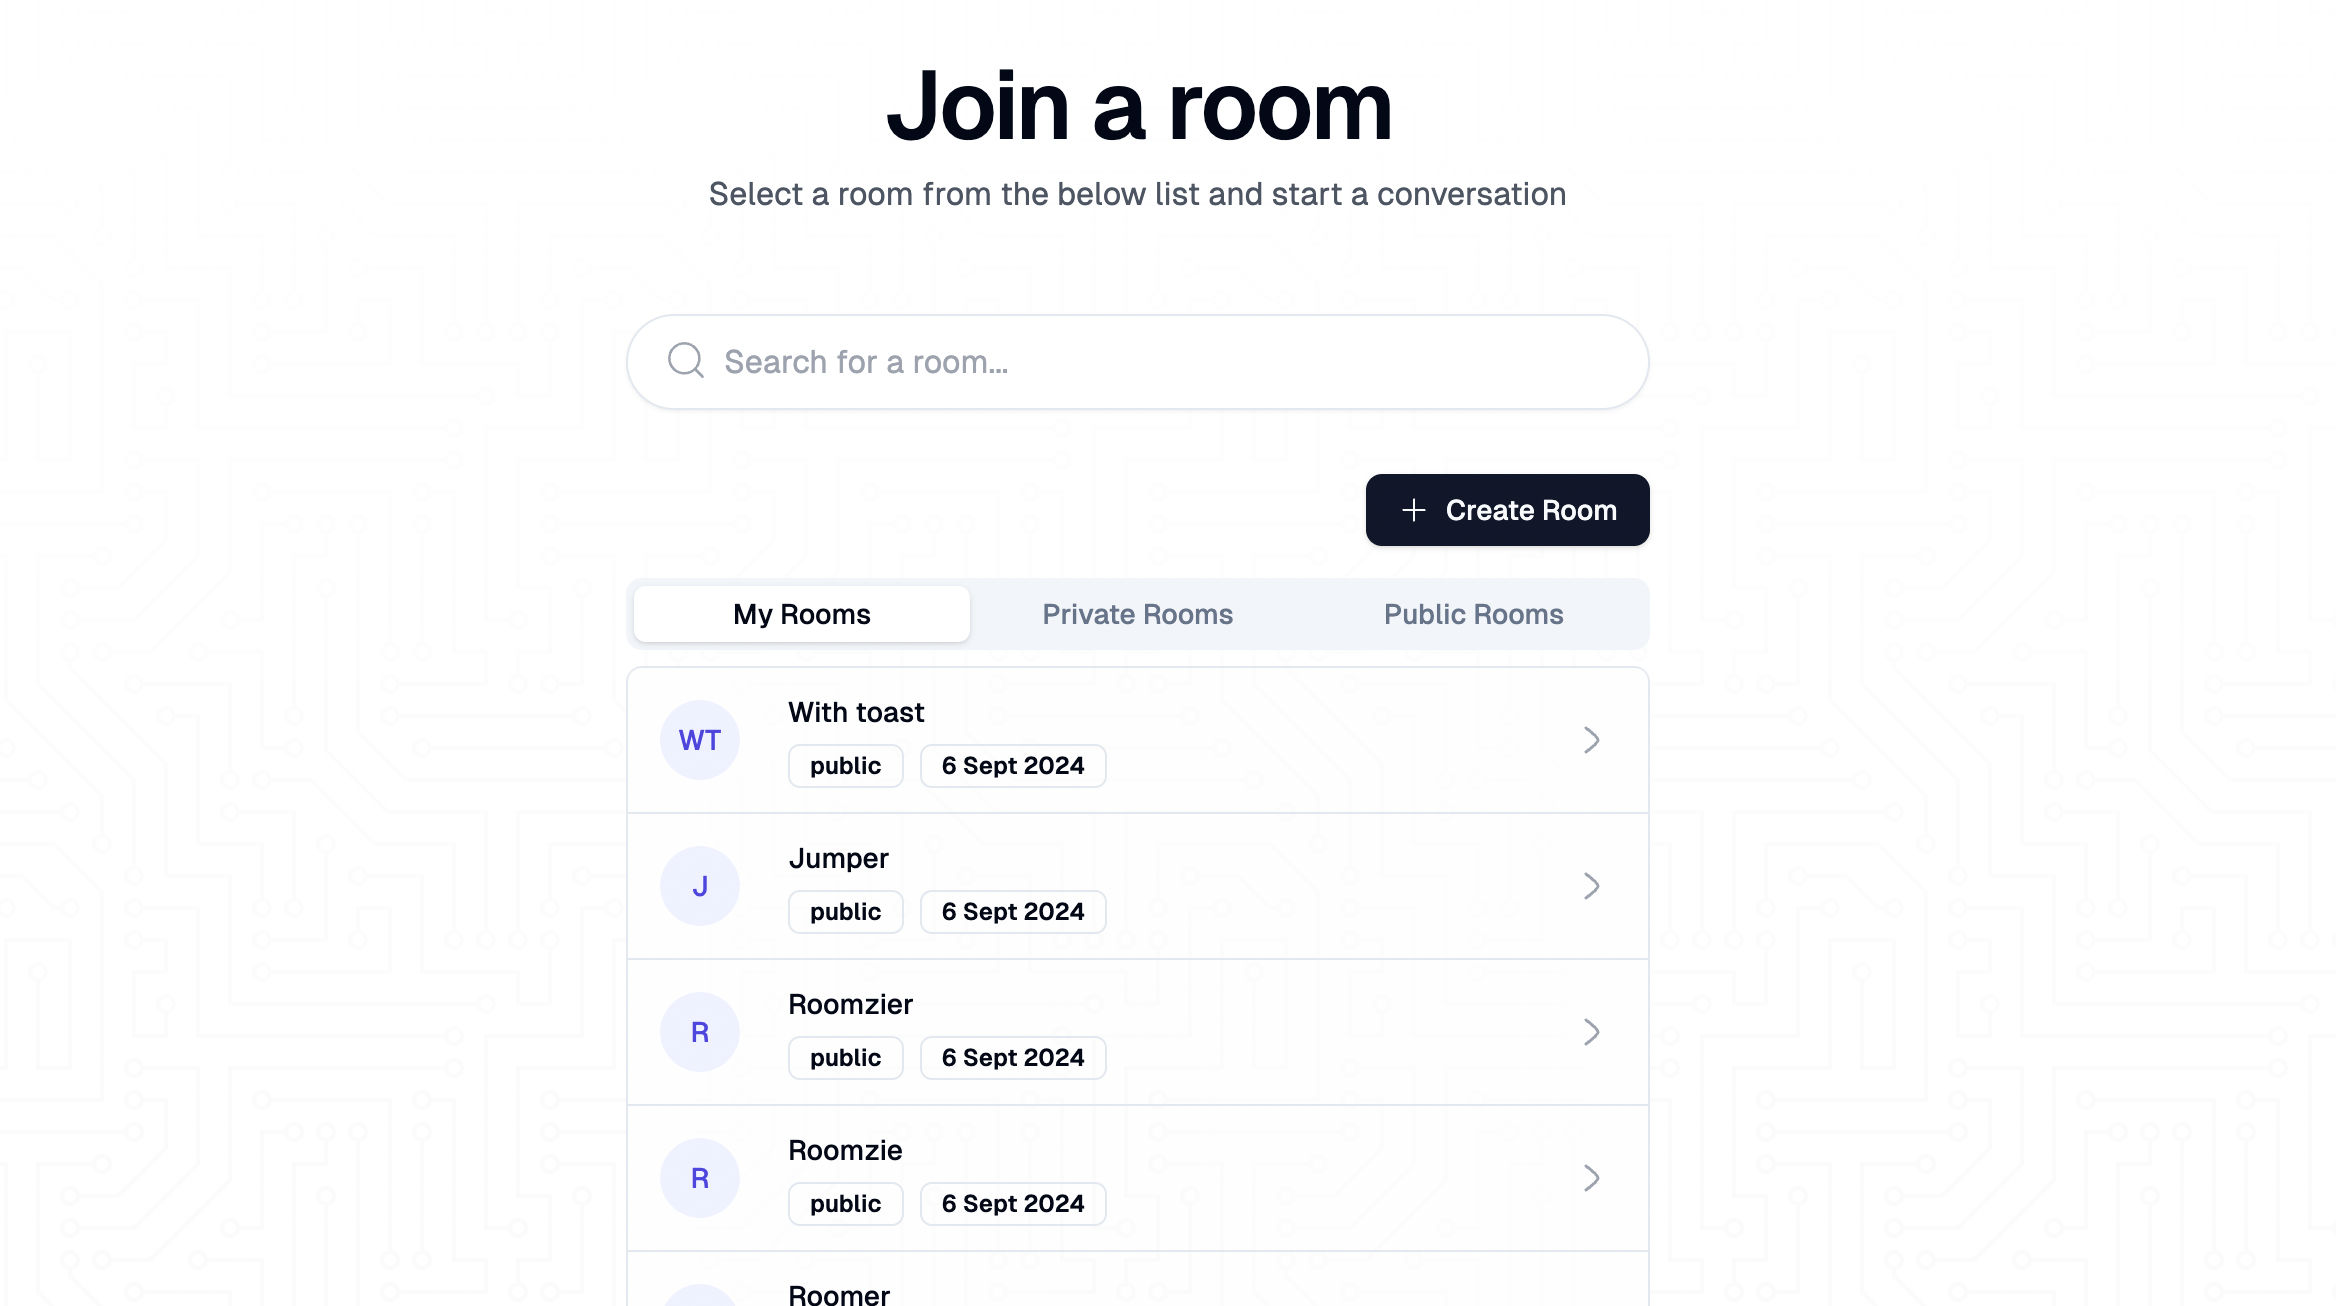 Join a room
Select a room from the below list and start a conversation
Search for a room...
Create Room
My Rooms
Private Rooms
Public Rooms
WT
With toast
public
6 Sept 2024
J
Jumper
public
6 Sept 2024
R
Roomzier
public
6 Sept 2024
R
Roomzie
public
6 Sept 2024
Roomer